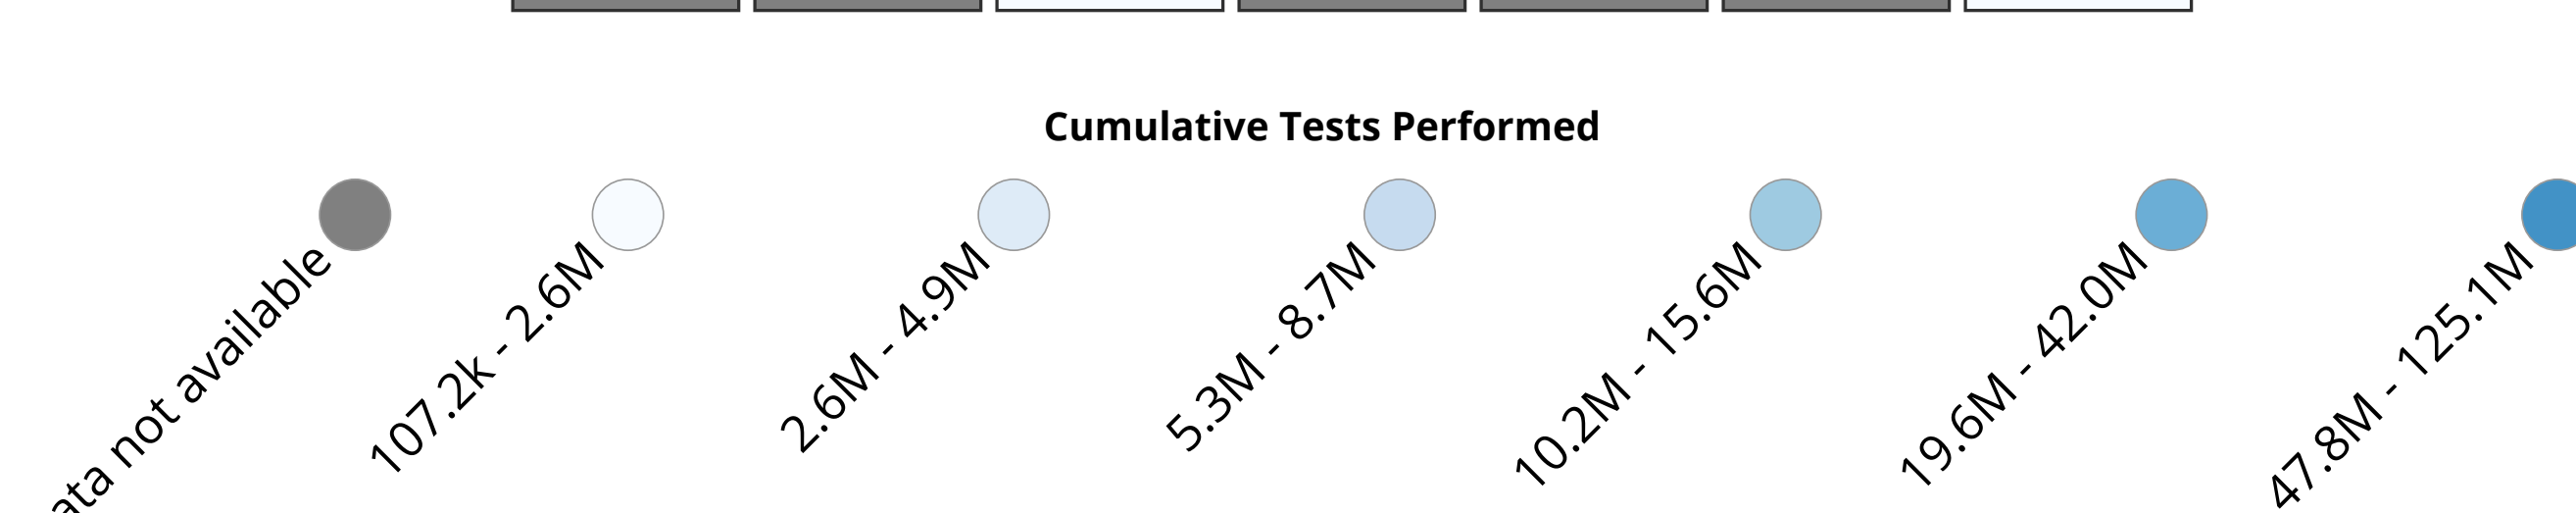 Cumulative Tests Performed
not available
107.2k - 2.6M
2.6M - 4.9M
5.3M - 8.7M
10.2M - 15.6M
19.6M - 42.0M
47.8M - 125.1M